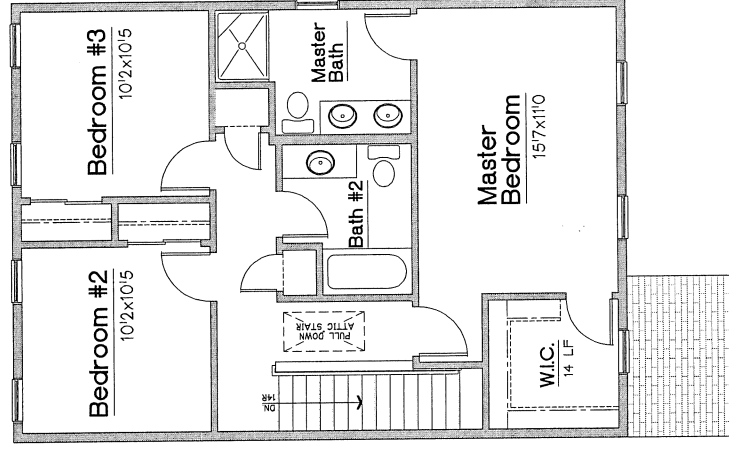 Bedroom #3
10'2x10'5
Master
Bath
Master
Bedroom
15'7x11'0
Bath #2
Bedroom #2
10'2x10'5
PULL DOWN
ATTIC STAIR
DN.
14R
W.I.C.
14 LF